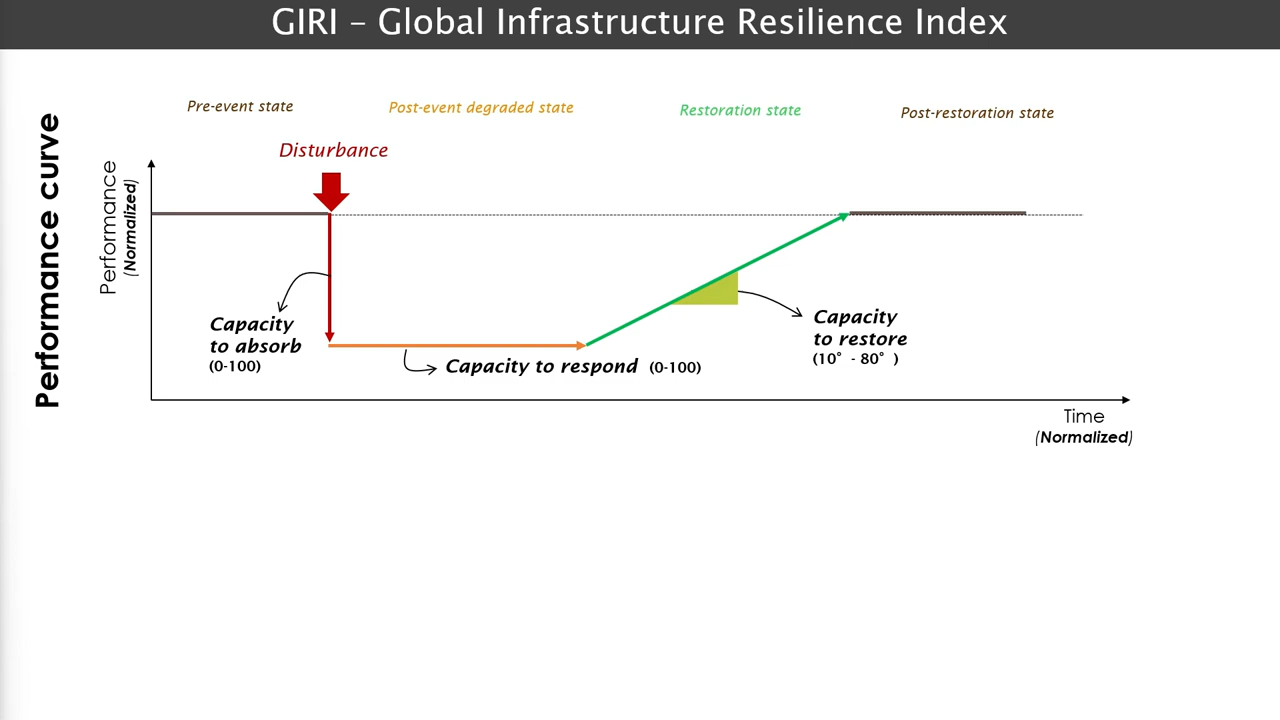 GIRI – Global Infrastructure Resilience Index
Pre-event state
Post-event degraded state
Restoration state
Post-restoration state
Performance curve
Disturbance
Performance
(Normalized)
Capacity
to absorb
(0-100)
Capacity to respond (0-100)
Capacity
to restore
(10° - 80° )
Time
(Normalized)